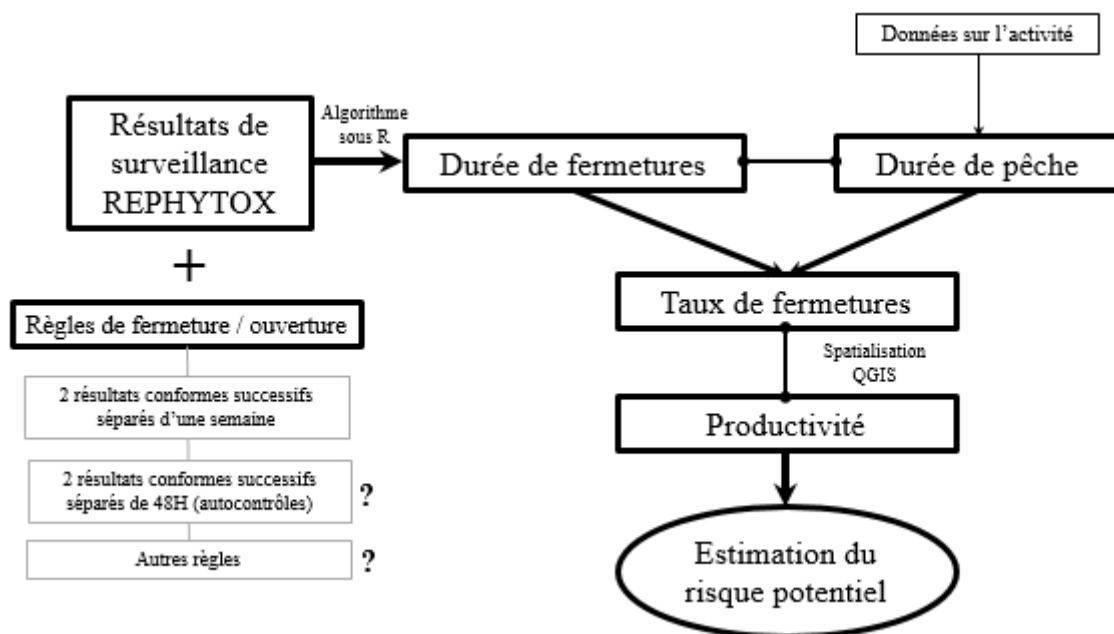 Données sur l'activité
Résultats de
surveillance
REPHYTOX
Algorithme
sous R
Durée de fermetures
Durée de pêche
+
Taux de fermetures
Règles de fermeture / ouverture
Spatialisation
QGIS
2 résultats conformes successifs
séparés d'une semaine
Productivité
2 résultats conformes successifs
séparés de 48H (autocontrôles)
?
Autres règles
?
Estimation du
risque potentiel